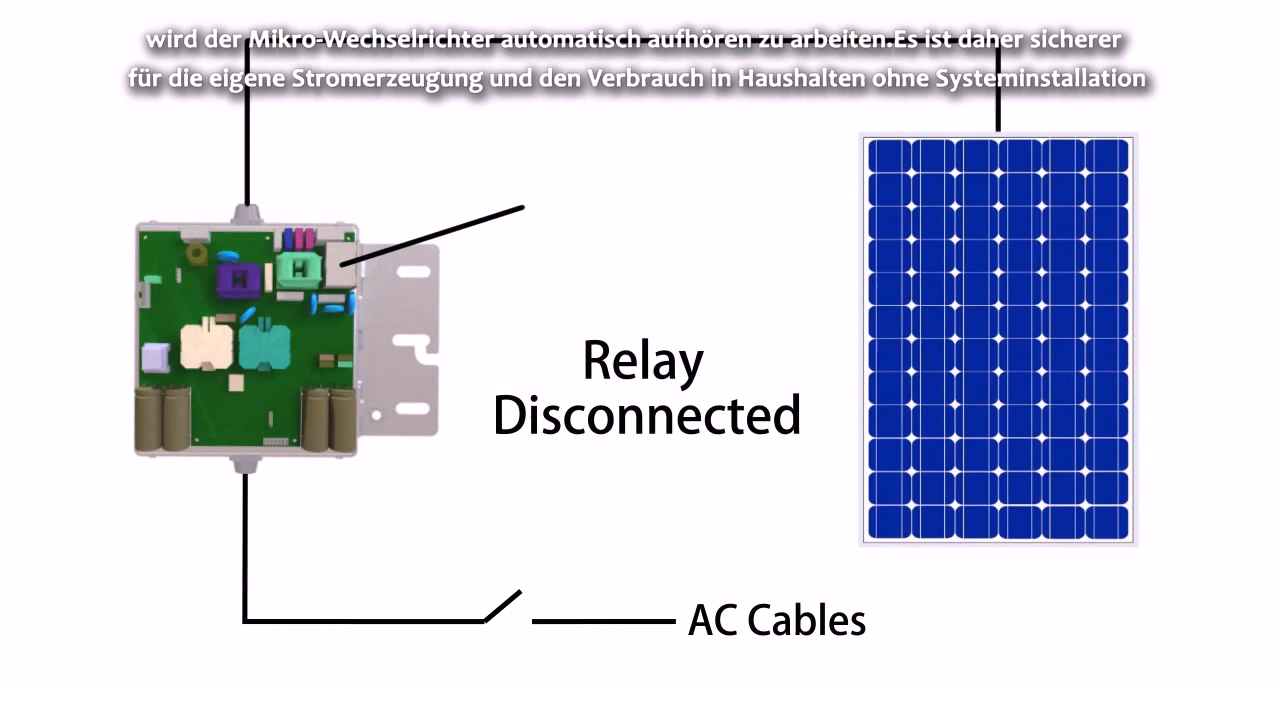 wird der Mikro-Wechselrichter automatisch aufhören zu arbeiten.Es ist daher sicherer
für die eigene Stromerzeugung und den Verbrauch in Haushalten ohne Systeminstallation
H H
Relay
Disconnected
AC Cables